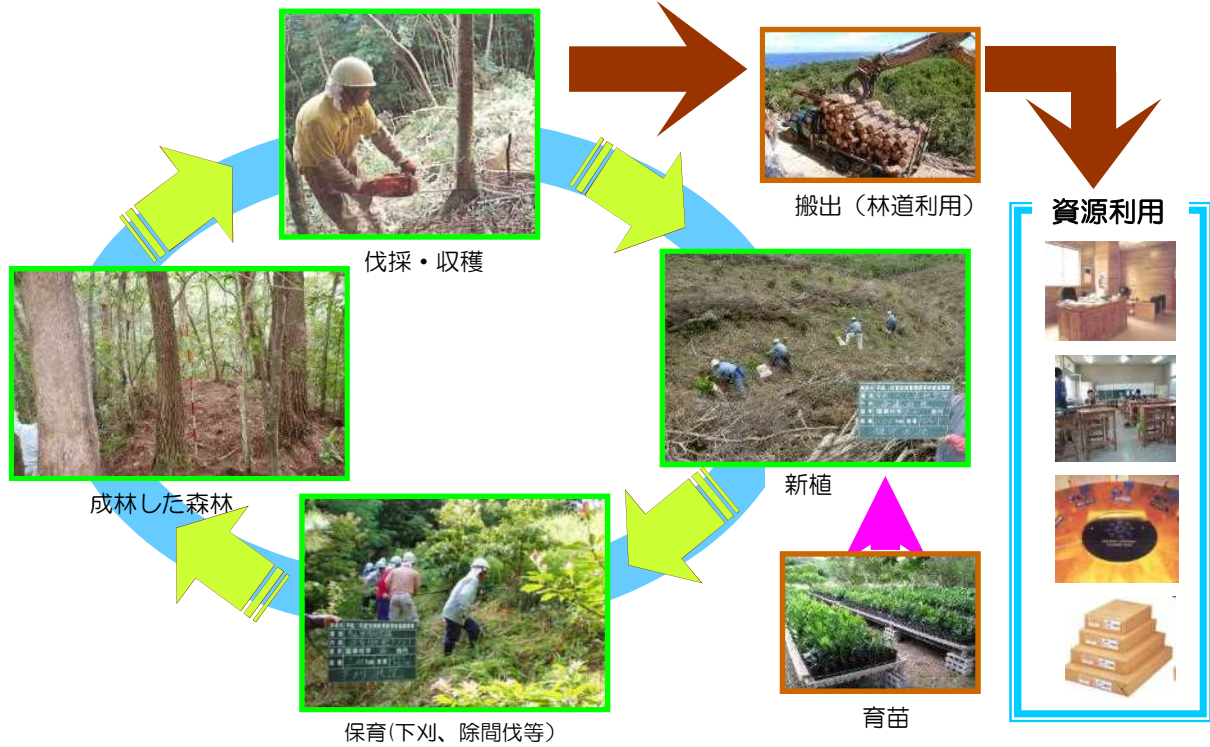 伐採・収穫
搬出（林道利用）
資源利用
新植
成林した森林
保育(下刈、除間伐等）
育苗